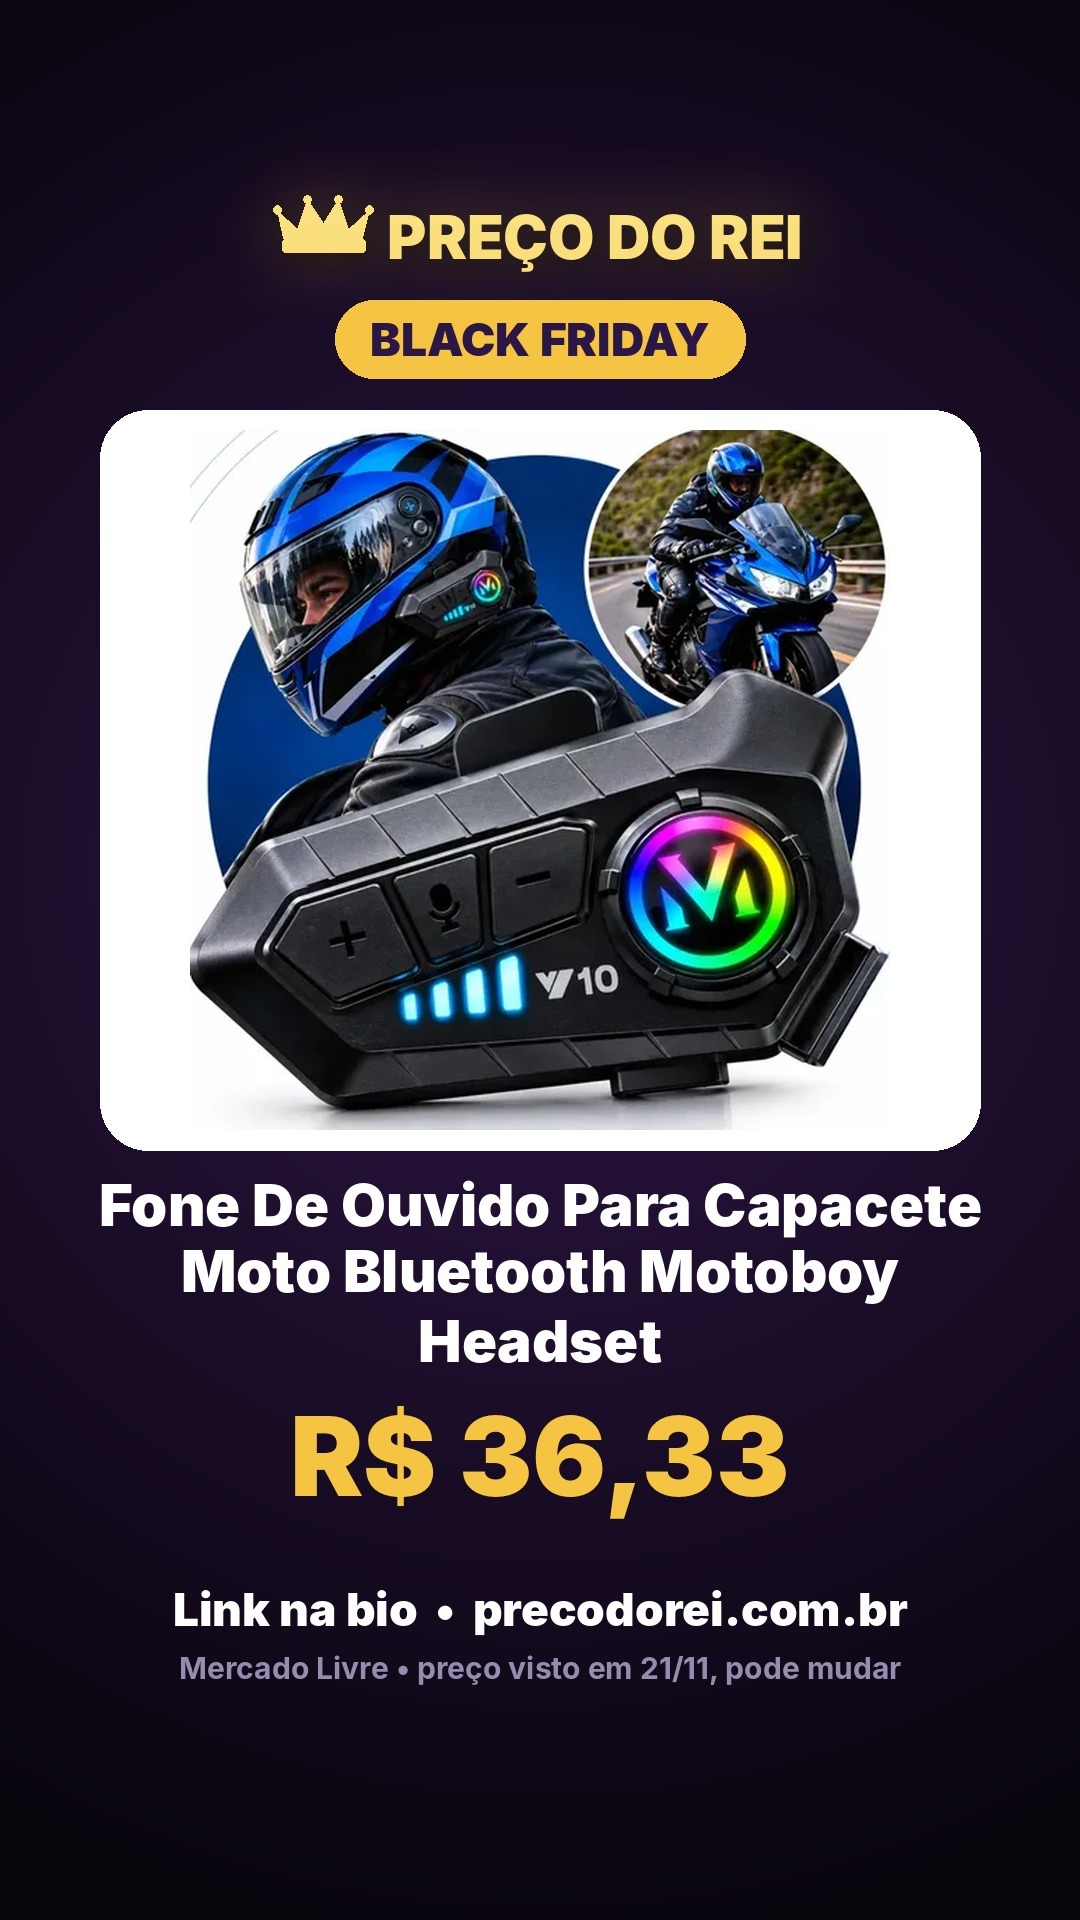 PREÇO DO REI
BLACK FRIDAY
Y10
Fone De Ouvido Para Capacete
Moto Bluetooth Motoboy
Headset
R$ 36,33
Link na bio • precodorei.com.br
Mercado Livre • preço visto em 21/11, pode mudar